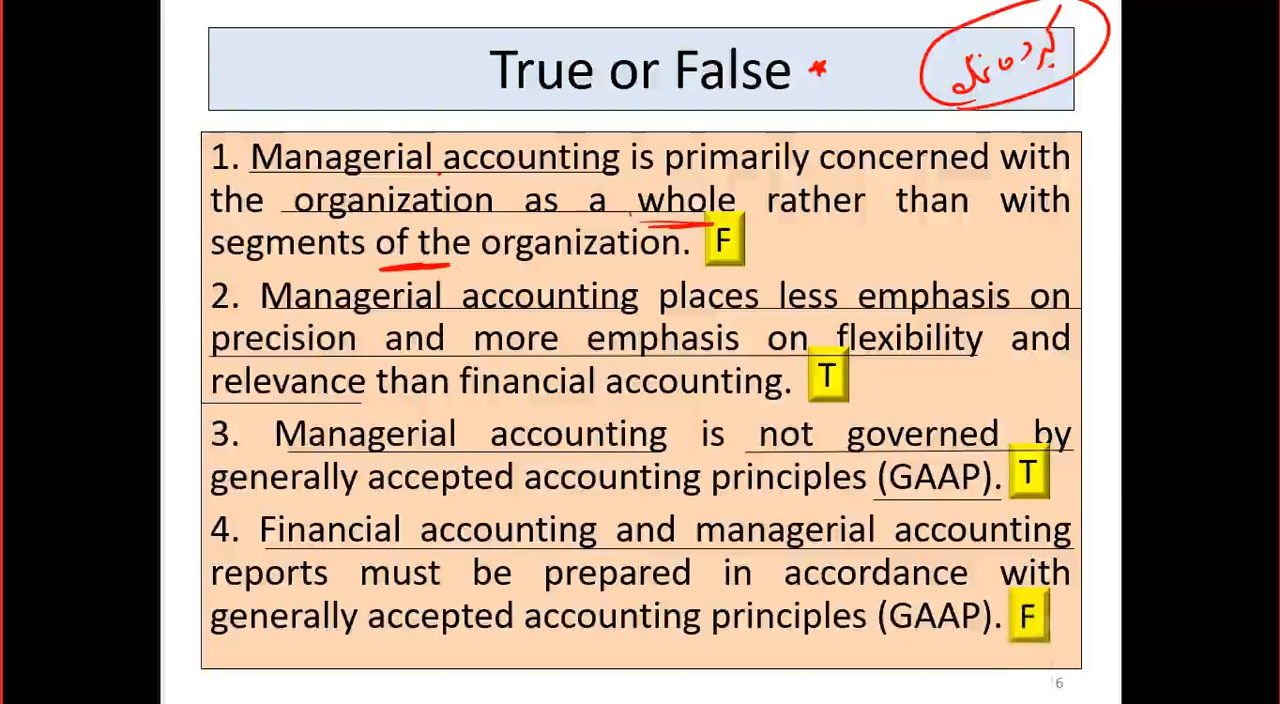 True or False *
1. Managerial accounting is primarily concerned with
the organization as a whole rather than with
segments of the organization. F
2. Managerial accounting places less emphasis on
precision and more emphasis on flexibility and
relevance than financial accounting. T
3. Managerial accounting is not governed by
generally accepted accounting principles (GAAP). T
4. Financial accounting and managerial accounting
reports must be prepared in accordance with
generally accepted accounting principles (GAAP). F
6